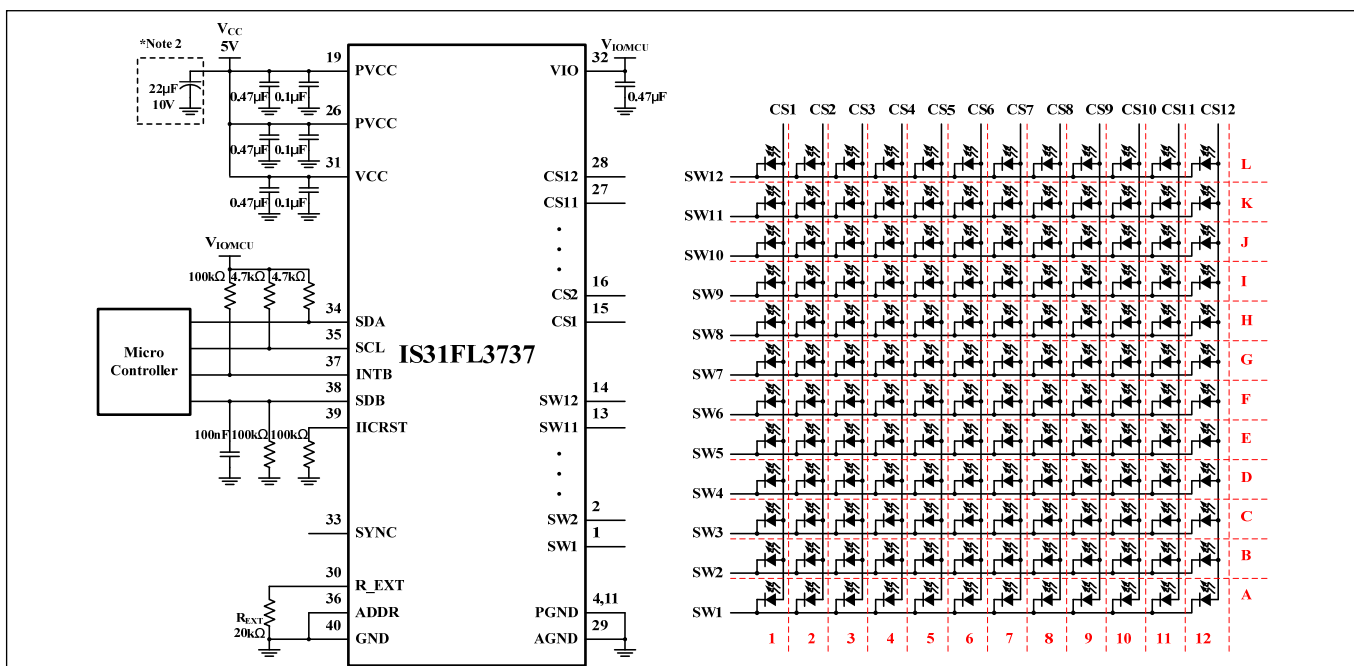 *Note 2
VCC
5V
22μF
10V
0.47μF 0.1μF
0.47μF 0.1μF
0.47μF 0.1μF
19 PVCC
26 PVCC
31 VCC
VIO/MCU
100kΩ 4.7kΩ 4.7kΩ
Micro
Controller
34 SDA
35 SCL
37 INTB
38 SDB
39 IICRST
100nF 100kΩ 100kΩ
33 SYNC
30 R_EXT
36 ADDR
40 GND
REXT
20kΩ
IS31FL3737
VIO/MCU
VIO 32
0.47μF
CS12 28
CS11 27
CS2 16
CS1 15
SW12 14
SW11 13
SW2 2
SW1 1
PGND 4,11
AGND 29
CS1 CS2 CS3 CS4 CS5 CS6 CS7 CS8 CS9 CS10 CS11 CS12
SW12 L
SW11 K
SW10 J
SW9 I
SW8 H
SW7 G
SW6 F
SW5 E
SW4 D
SW3 C
SW2 B
SW1 A
1 2 3 4 5 6 7 8 9 10 11 12